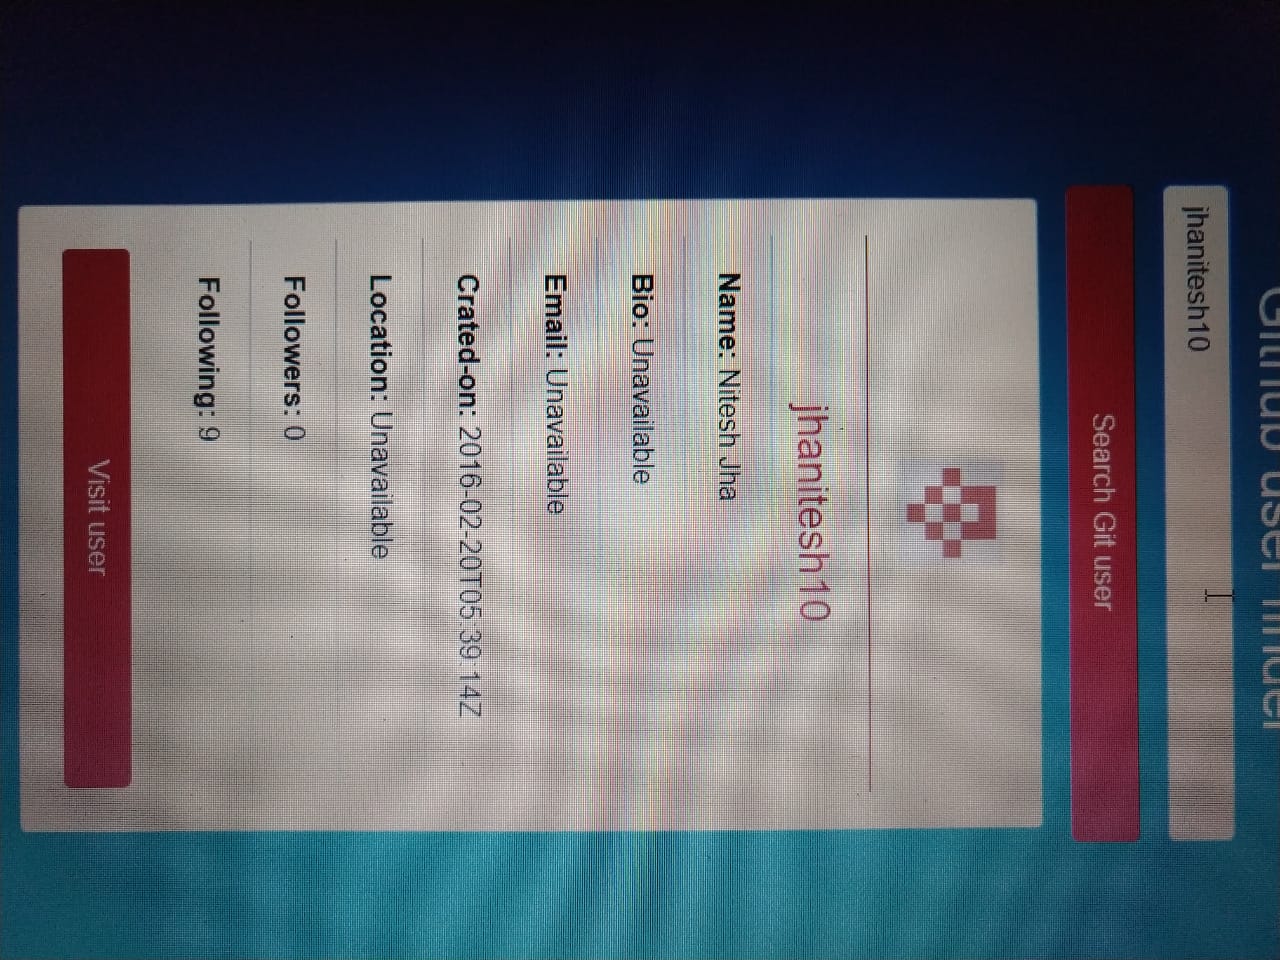 Github user finder
jhanitesh10
Search Git user
jhanitesh10
Name: Nitesh Jha
Bio: Unavailable
Email: Unavailable
Crated-on: 2016-02-20T05:39:14Z
Location: Unavailable
Followers: 0
Following: 9
Visit user